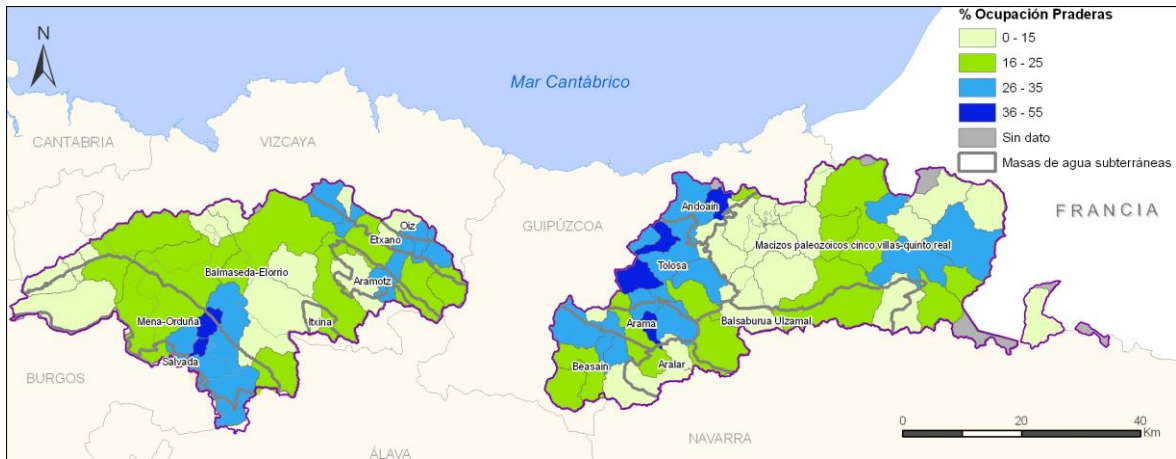 N
% Ocupación Praderas
0 - 15
16 - 25
26 - 35
36 - 55
Sin dato
Masas de agua subterráneas
Mar Cantábrico
CANTABRIA
VIZCAYA
GUIPÚZCOA
FRANCIA
Andoain
Oiz
Etxano
Macizos paleozoicos cinco villas-quinto real
Balmaseda-Elorrio
Tolosa
Aramotz
Mena-Orduña
Itxina
Arama
Balsaburua Ulzamal
Salvada
Beasain
Aralar
BURGOS
ÁLAVA
NAVARRA
0 20 40
Km